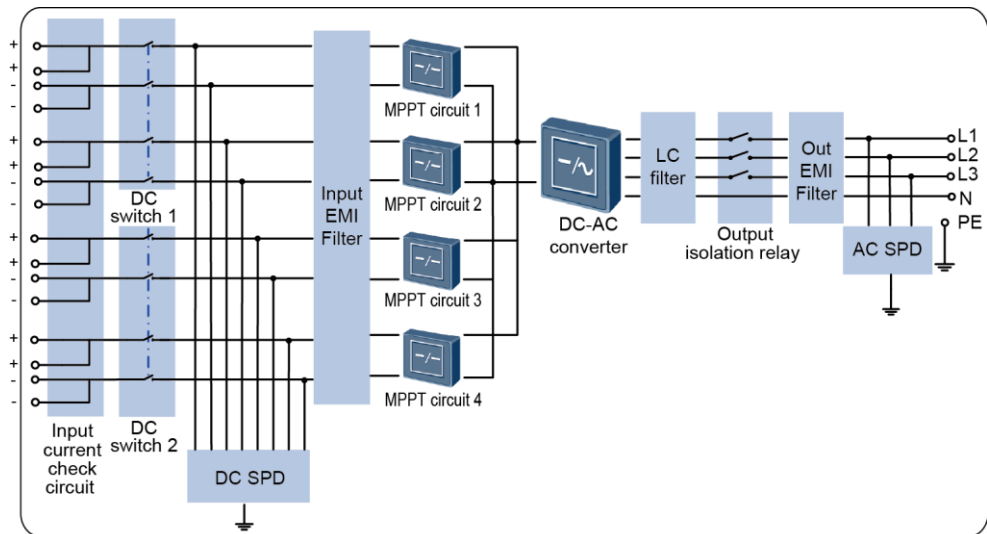 +
+
-
-
+
+
-
-
+
+
-
-
+
+
-
-
Input
current
check
circuit
DC
switch 1
DC
switch 2
DC SPD
Input
EMI
Filter
MPPT circuit 1
MPPT circuit 2
MPPT circuit 3
MPPT circuit 4
DC-AC
converter
LC
filter
Output
isolation relay
Out
EMI
Filter
AC SPD
L1
L2
L3
N
PE